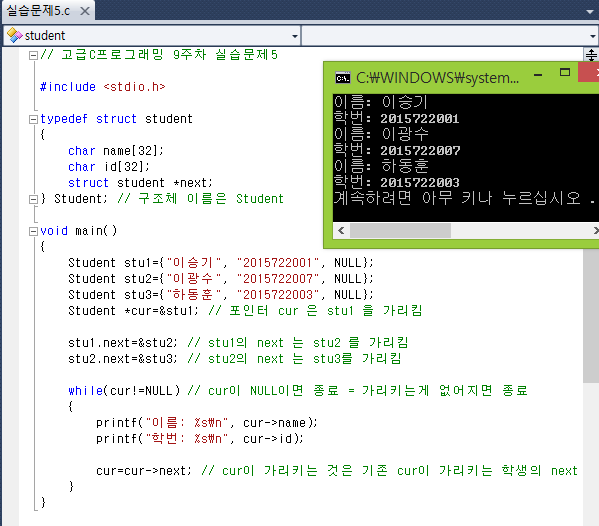 실습문제5.c
student
// 고급C프로그래밍 9주차 실습문제5
#include <stdio.h>
typedef struct student
{
char name[32];
char id[32];
struct student *next;
} Student; // 구조체 이름은 Student
void main()
{
Student stu1={"이승기", "2015722001", NULL};
Student stu2={"이광수", "2015722007", NULL};
Student stu3={"하동훈", "2015722003", NULL};
Student *cur=&stu1; // 포인터 cur 은 stu1 을 가리킴
stu1.next=&stu2; // stu1의 next 는 stu2 를 가리킴
stu2.next=&stu3; // stu2의 next 는 stu3를 가리킴
while(cur!=NULL) // cur이 NULL이면 종료 = 가리키는게 없어지면 종료
{
printf("이름: %s₩n", cur->name);
printf("학번: %s₩n", cur->id);
cur=cur->next; // cur이 가리키는 것은 기존 cur이 가리키는 학생의 next
}
}
C:₩WINDOWS₩system...
이름: 이승기
학번: 2015722001
이름: 이광수
학번: 2015722007
이름: 하동훈
학번: 2015722003
계속하려면 아무 키나 누르십시오 .